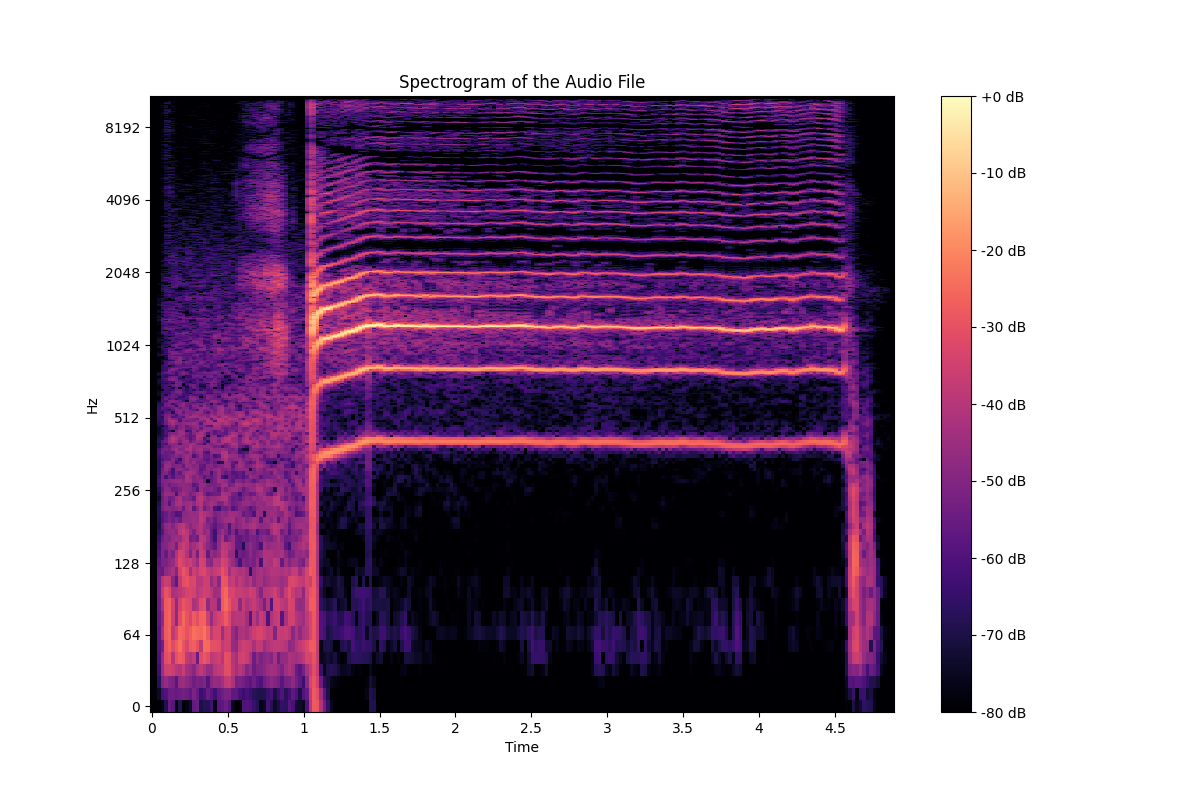 Spectrogram of the Audio File
Hz
8192
4096
2048
1024
512
256
128
64
0
0 0.5 1 1.5 2 2.5 3 3.5 4 4.5
Time
+0 dB
-10 dB
-20 dB
-30 dB
-40 dB
-50 dB
-60 dB
-70 dB
-80 dB